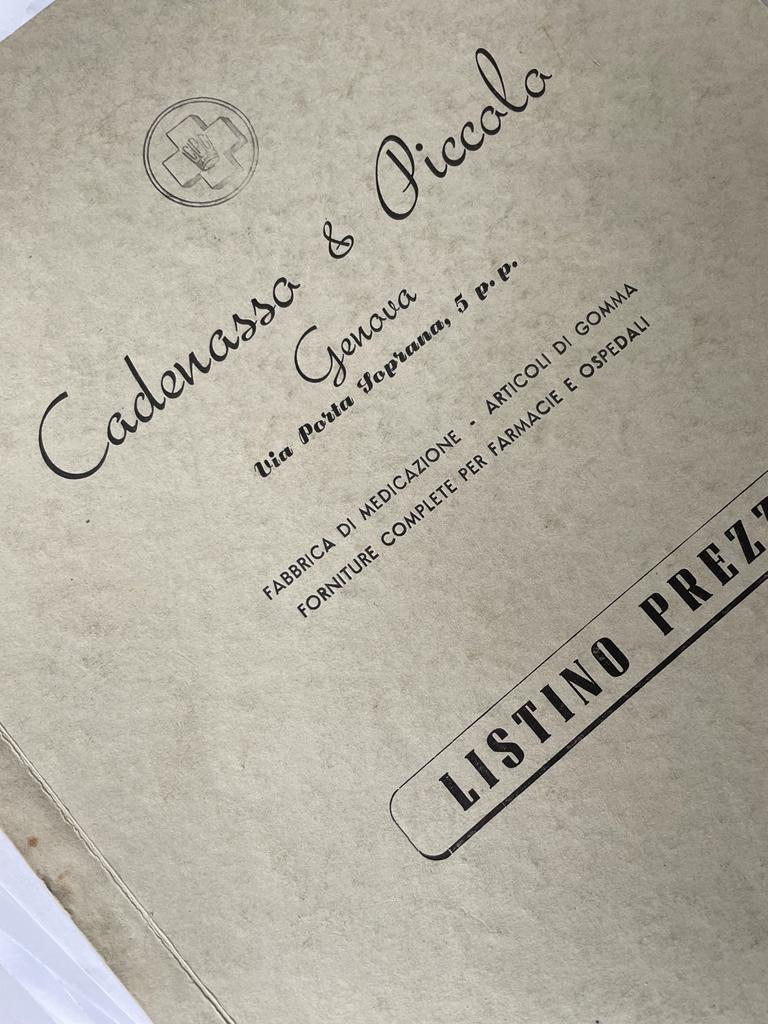 Cadenasso & Piccolo
Genova
Via Porta Soprana, 5 p.p.
FABBRICA DI MEDICAZIONE - ARTICOLI DI GOMMA
FORNITURE COMPLETE PER FARMACIE E OSPEDALI
LISTINO PREZZ